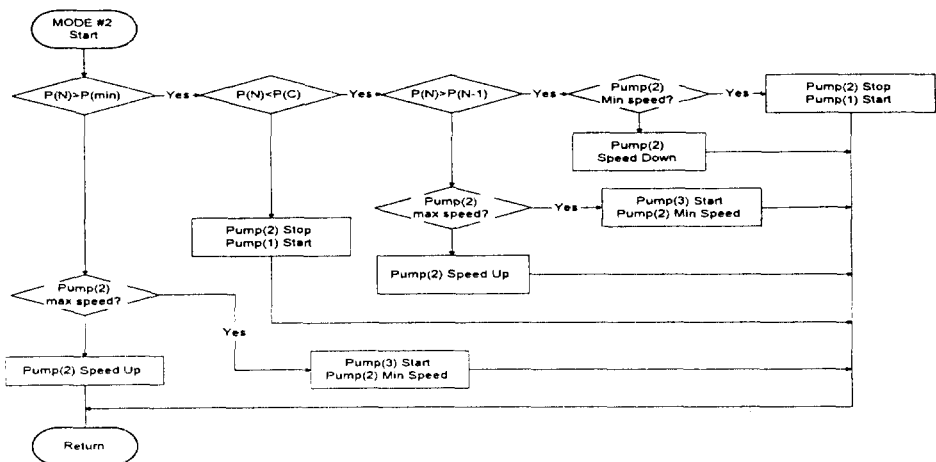 MODE #2
Start
P(N)>P(min)
Yes
P(N)<P(C)
Yes
P(N)>P(N-1)
Yes
Pump(2)
Min speed?
Yes
Pump(2) Stop
Pump(1) Start
Pump(2)
Speed Down
Pump(2)
max speed?
Yes
Pump(3) Start
Pump(2) Min Speed
Pump(2) Stop
Pump(1) Start
Pump(2) Speed Up
Pump(2)
max speed?
Yes
Pump(2) Speed Up
Pump(3) Start
Pump(2) Min Speed
Return